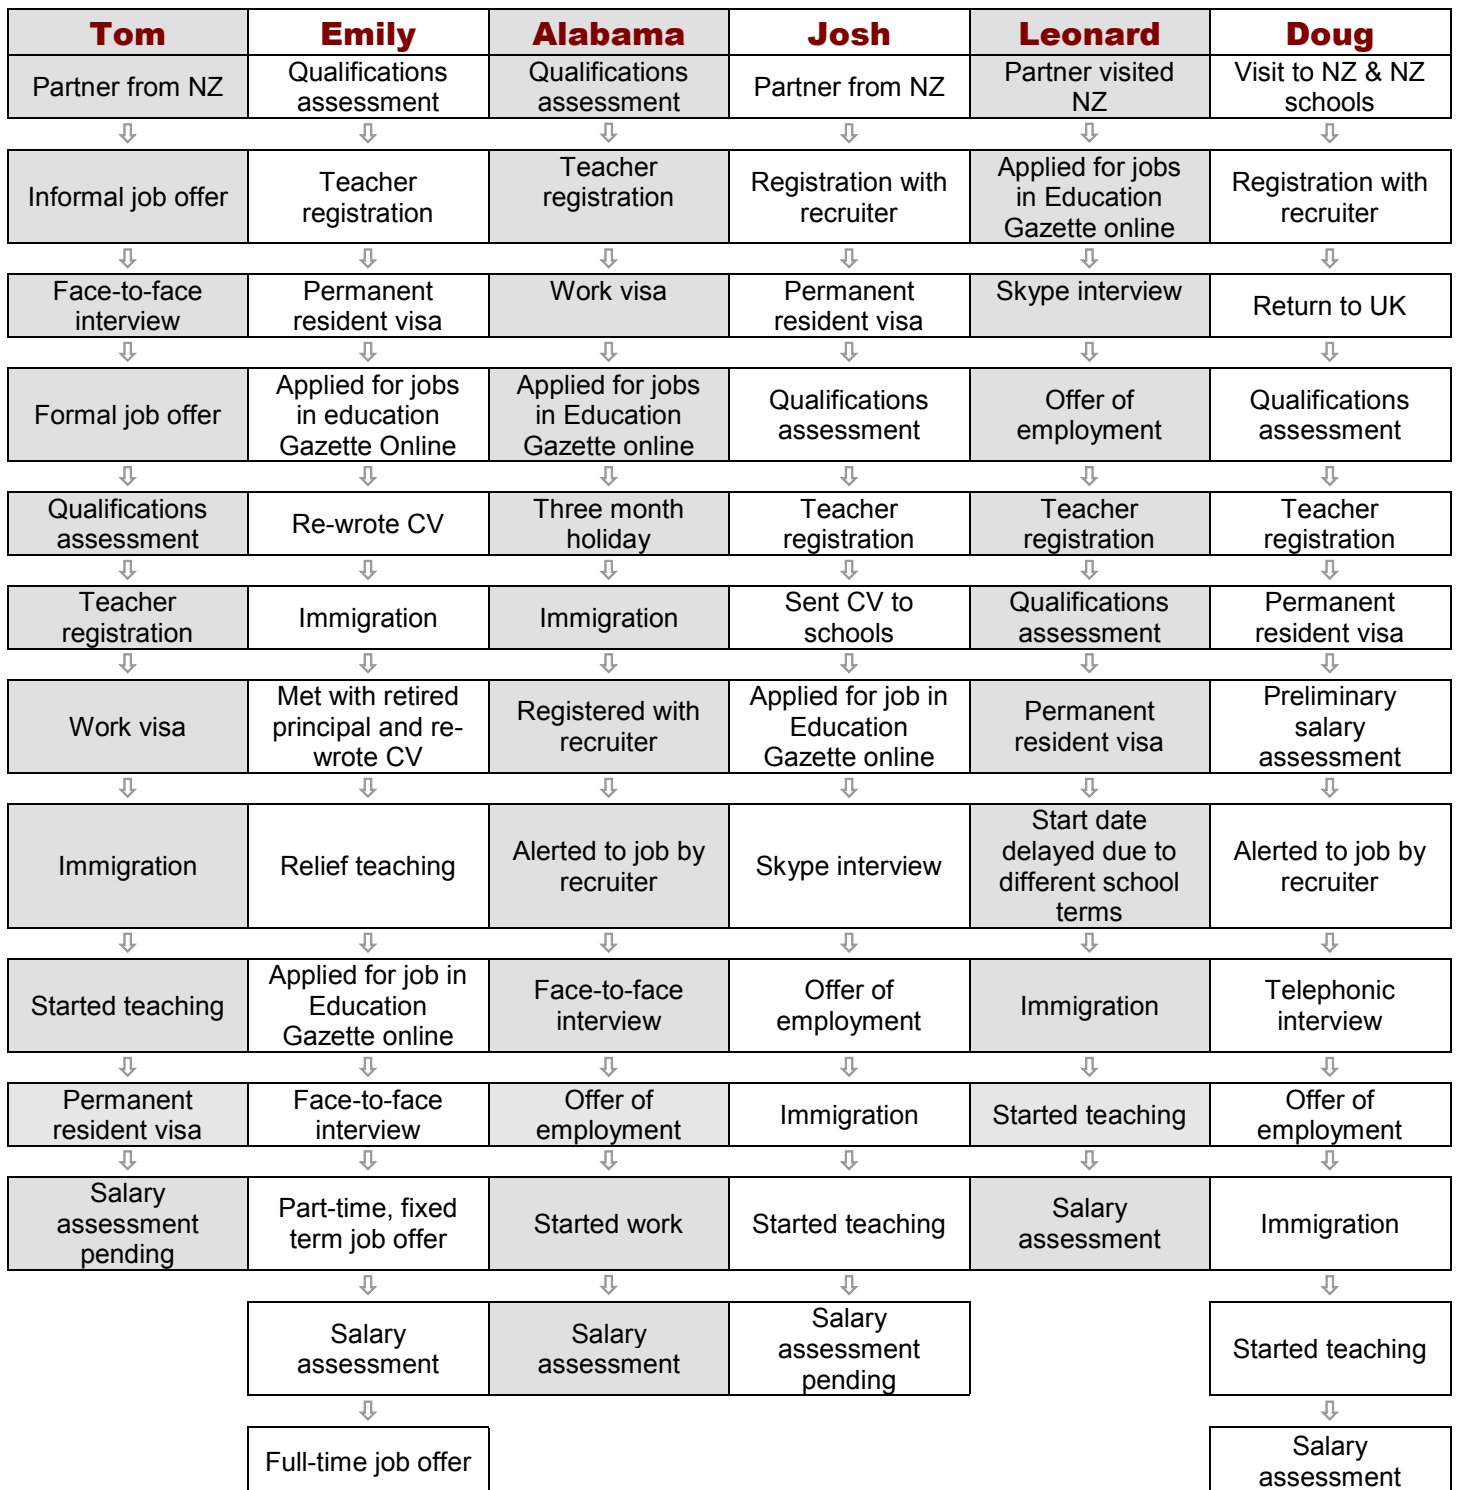 Tom Emily Alabama Josh Leonard Doug
Partner from NZ
Qualifications
assessment
Qualifications
assessment
Partner from NZ
Partner visited
NZ
Visit to NZ & NZ
schools
Informal job offer
Teacher
registration
Teacher
registration
Registration with
recruiter
Applied for jobs
in Education
Gazette online
Registration with
recruiter
Face-to-face
interview
Permanent
resident visa
Work visa
Permanent
resident visa
Skype interview
Return to UK
Formal job offer
Applied for jobs
in education
Gazette Online
Applied for jobs
in Education
Gazette online
Qualifications
assessment
Offer of
employment
Qualifications
assessment
Qualifications
assessment
Re-wrote CV
Three month
holiday
Teacher
registration
Teacher
registration
Teacher
registration
Teacher
registration
Immigration
Immigration
Sent CV to
schools
Qualifications
assessment
Permanent
resident visa
Work visa
Met with retired
principal and re-
wrote CV
Registered with
recruiter
Applied for job in
Education
Gazette online
Permanent
resident visa
Preliminary
salary
assessment
Immigration
Relief teaching
Alerted to job by
recruiter
Skype interview
Start date
delayed due to
different school
terms
Alerted to job by
recruiter
Started teaching
Applied for job in
Education
Gazette online
Face-to-face
interview
Offer of
employment
Immigration
Telephonic
interview
Permanent
resident visa
Face-to-face
interview
Offer of
employment
Immigration
Started teaching
Offer of
employment
Salary
assessment
pending
Part-time, fixed
term job offer
Started work
Started teaching
Salary
assessment
Immigration
Salary
assessment
Salary
assessment
Salary
assessment
pending
Started teaching
Full-time job offer
Salary
assessment